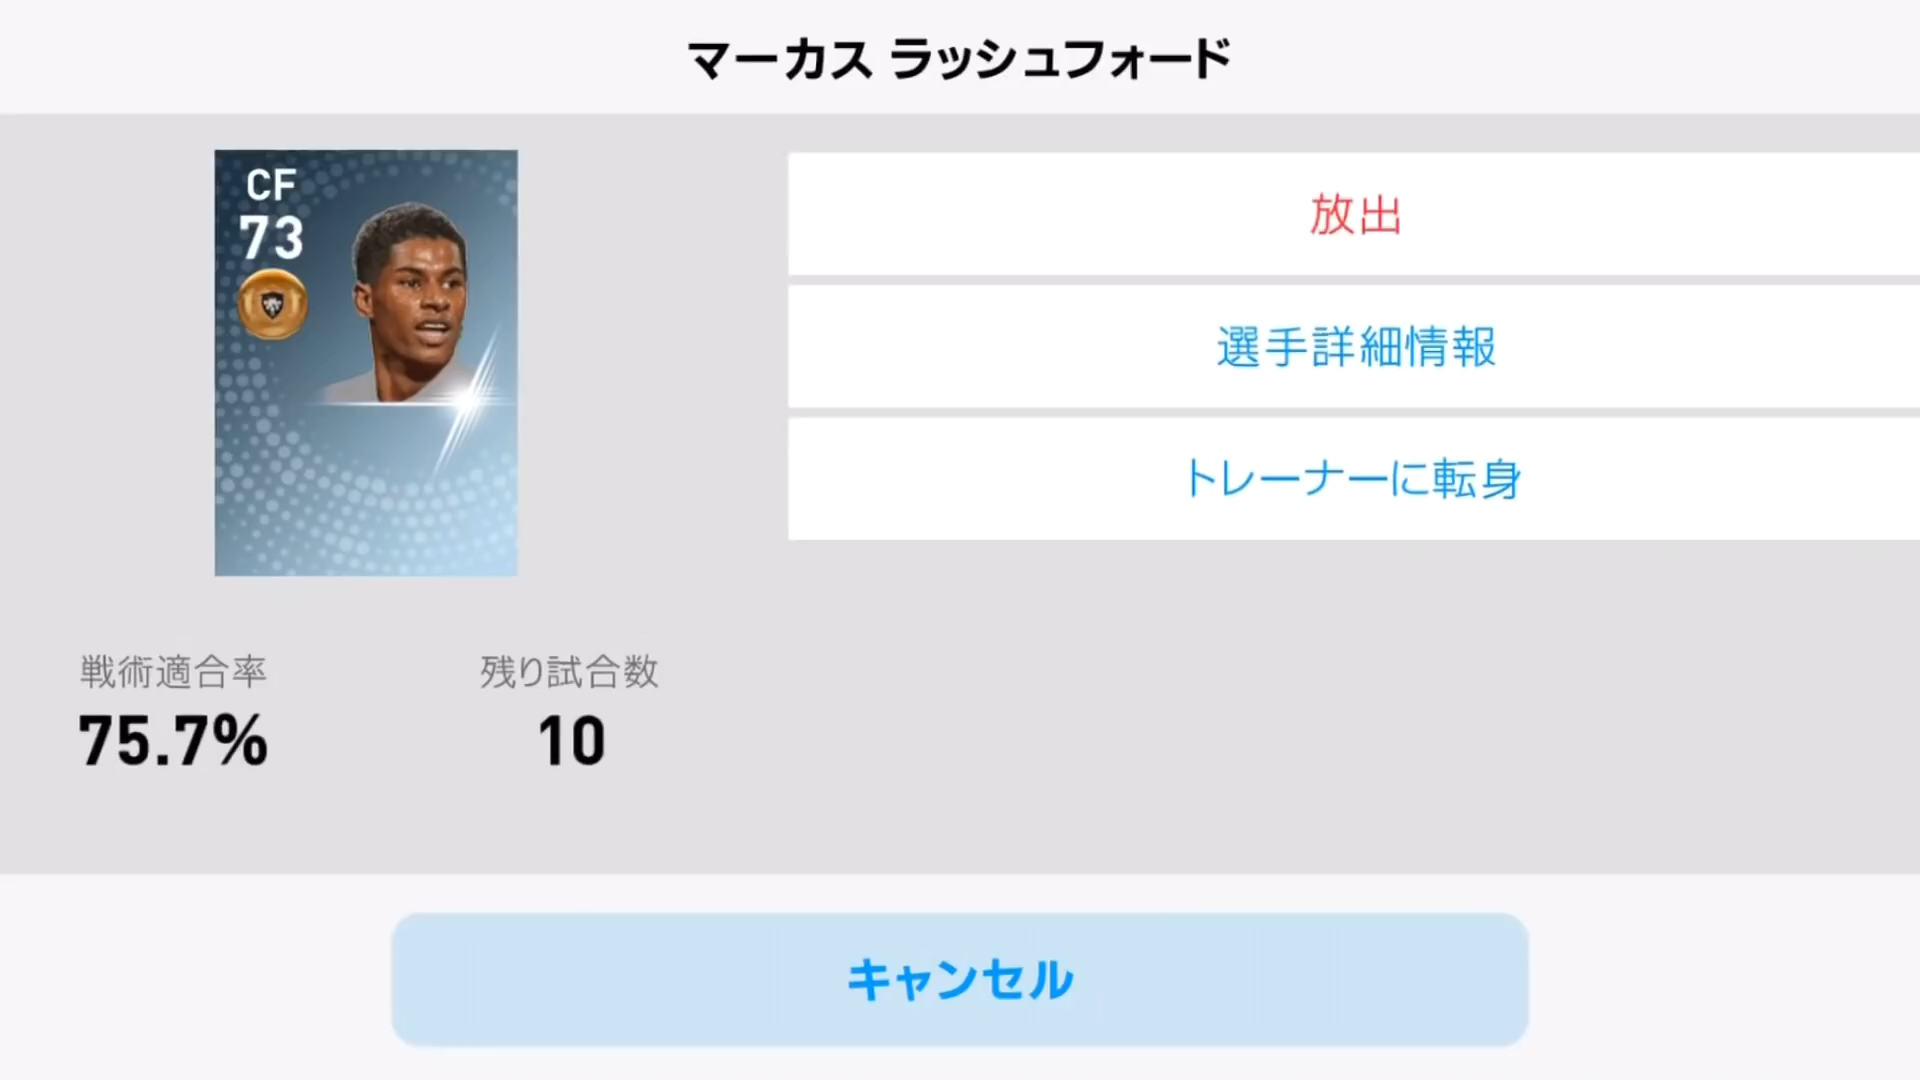 マーカス ラッシュフォード
CF
73
放出
選手詳細情報
トレーナーに転身
戦術適合率
残り試合数
75.7%
10
キャンセル